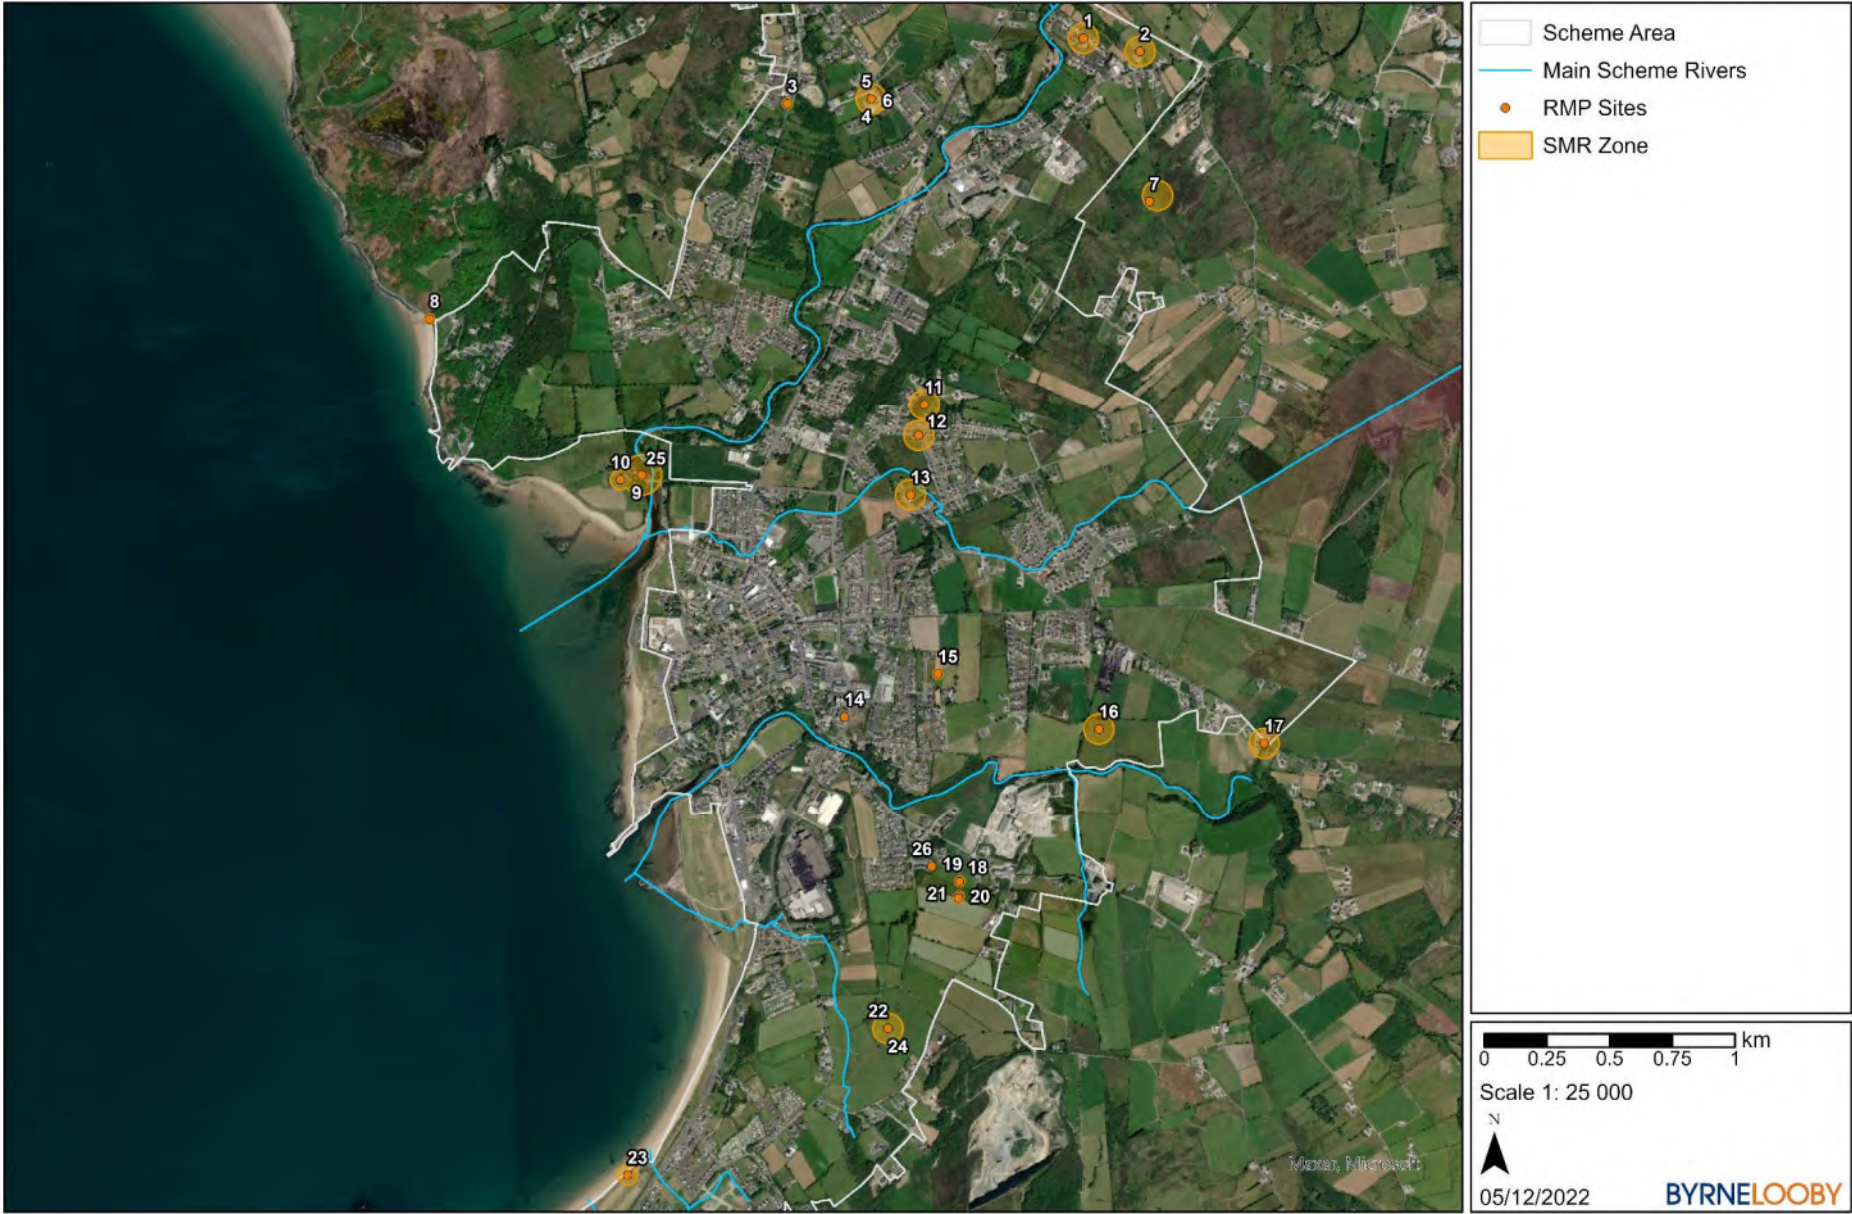 1
2
3
5
6
4
7
8
11
12
10
25
9
13
15
14
16
17
26
19
18
21
20
22
24
23
Maxar, Microsoft
Scheme Area
Main Scheme Rivers
RMP Sites
SMR Zone
km
0 0.25 0.5 0.75 1
Scale 1: 25 000
N
05/12/2022
BYRNELOOBY